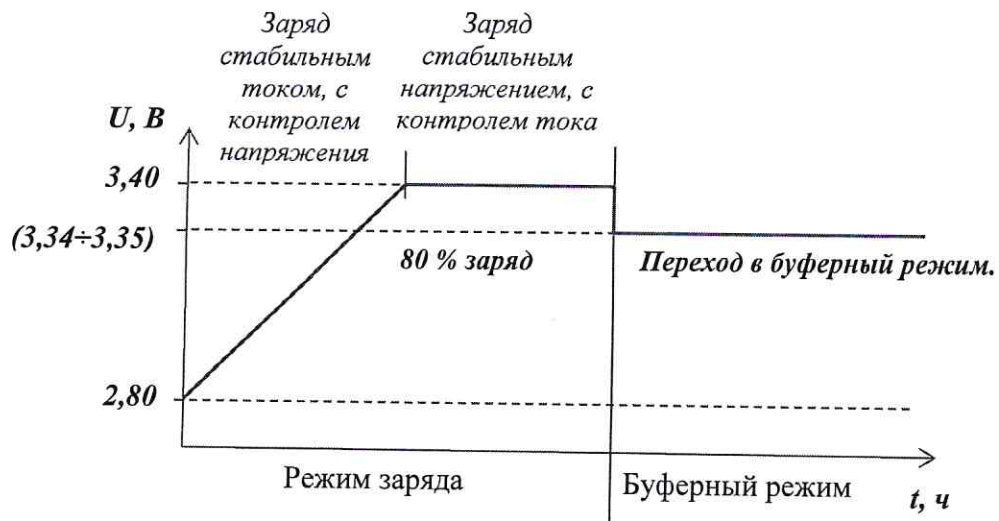 Заряд
стабильным
током, с
контролем
напряжения
Заряд
стабильным
напряжением, с
контролем тока
U, В
3,40
(3,34÷3,35)
80 % заряд
Переход в буферный режим.
2,80
Режим заряда
Буферный режим
t, ч